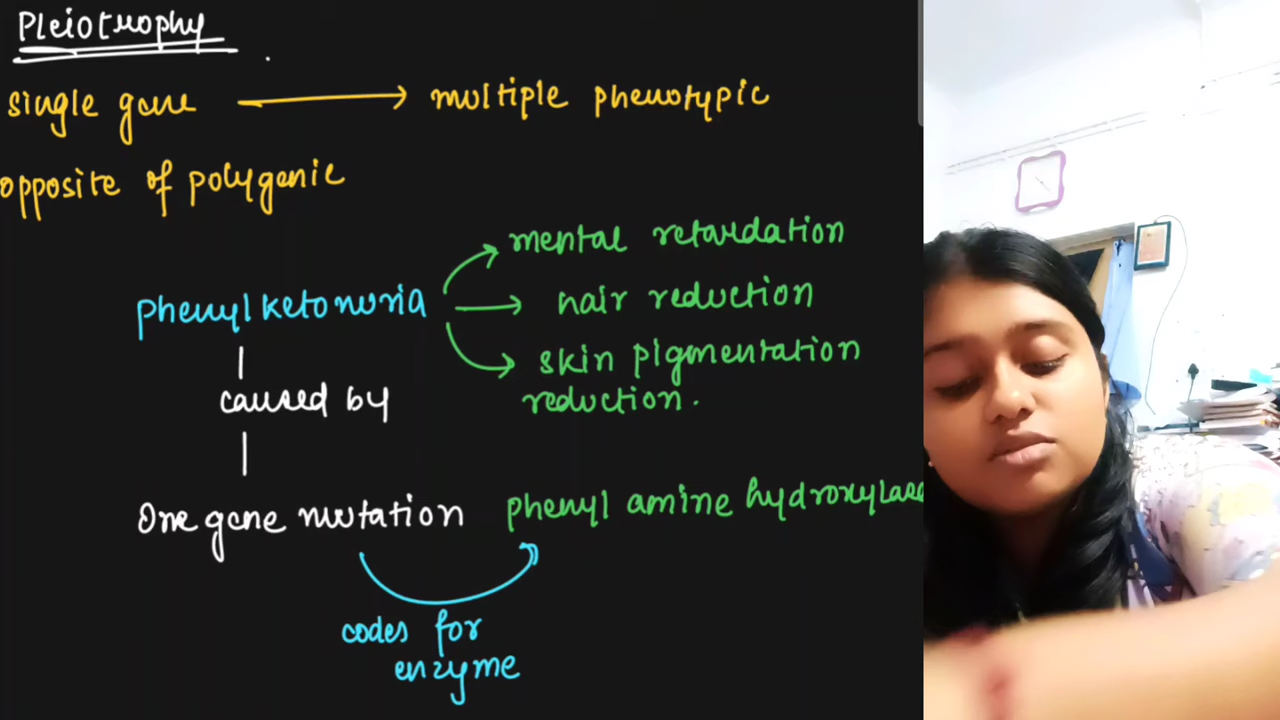 Pleiotrophy
single gene → multiple phenotypic
opposite of polygenic
mental retardation
Phenyl ketonuria
hair reduction
skin pigmentation
reduction.
caused by
One gene mutation
phenyl amine hydroxylase
codes for
enzyme